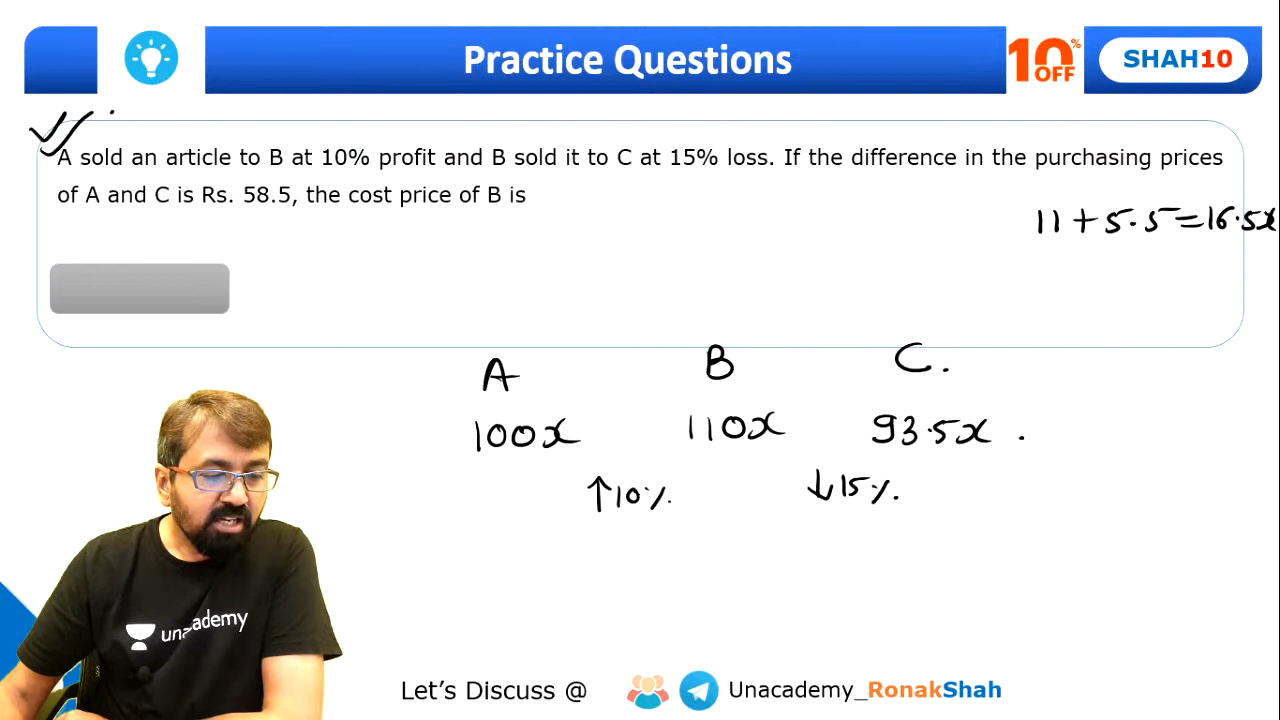 Practice Questions
10% OFF
SHAH10
A sold an article to B at 10% profit and B sold it to C at 15% loss. If the difference in the purchasing prices
of A and C is Rs. 58.5, the cost price of B is
11 + 5.5 = 16.5x
A B C.
100x 110x 93.5x .
↑10% ↓15%.
unacademy
Let's Discuss @ Unacademy_RonakShah